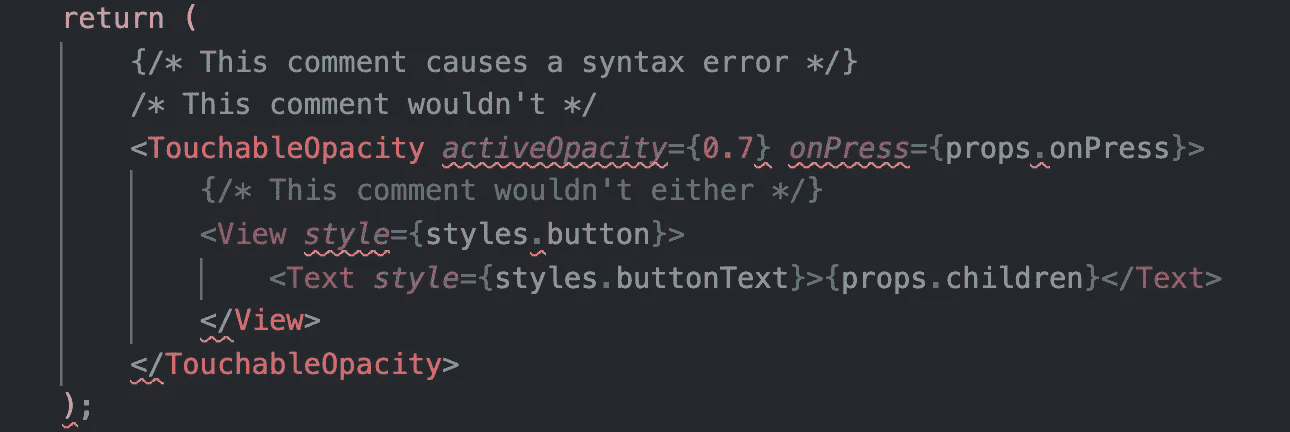 return (
{/* This comment causes a syntax error */}
/* This comment wouldn't */
<TouchableOpacity activeOpacity={0.7} onPress={props.onPress}>
{/* This comment wouldn't either */}
<View style={styles.button}>
<Text style={styles.buttonText}>{props.children}</Text>
</View>
</TouchableOpacity>
);